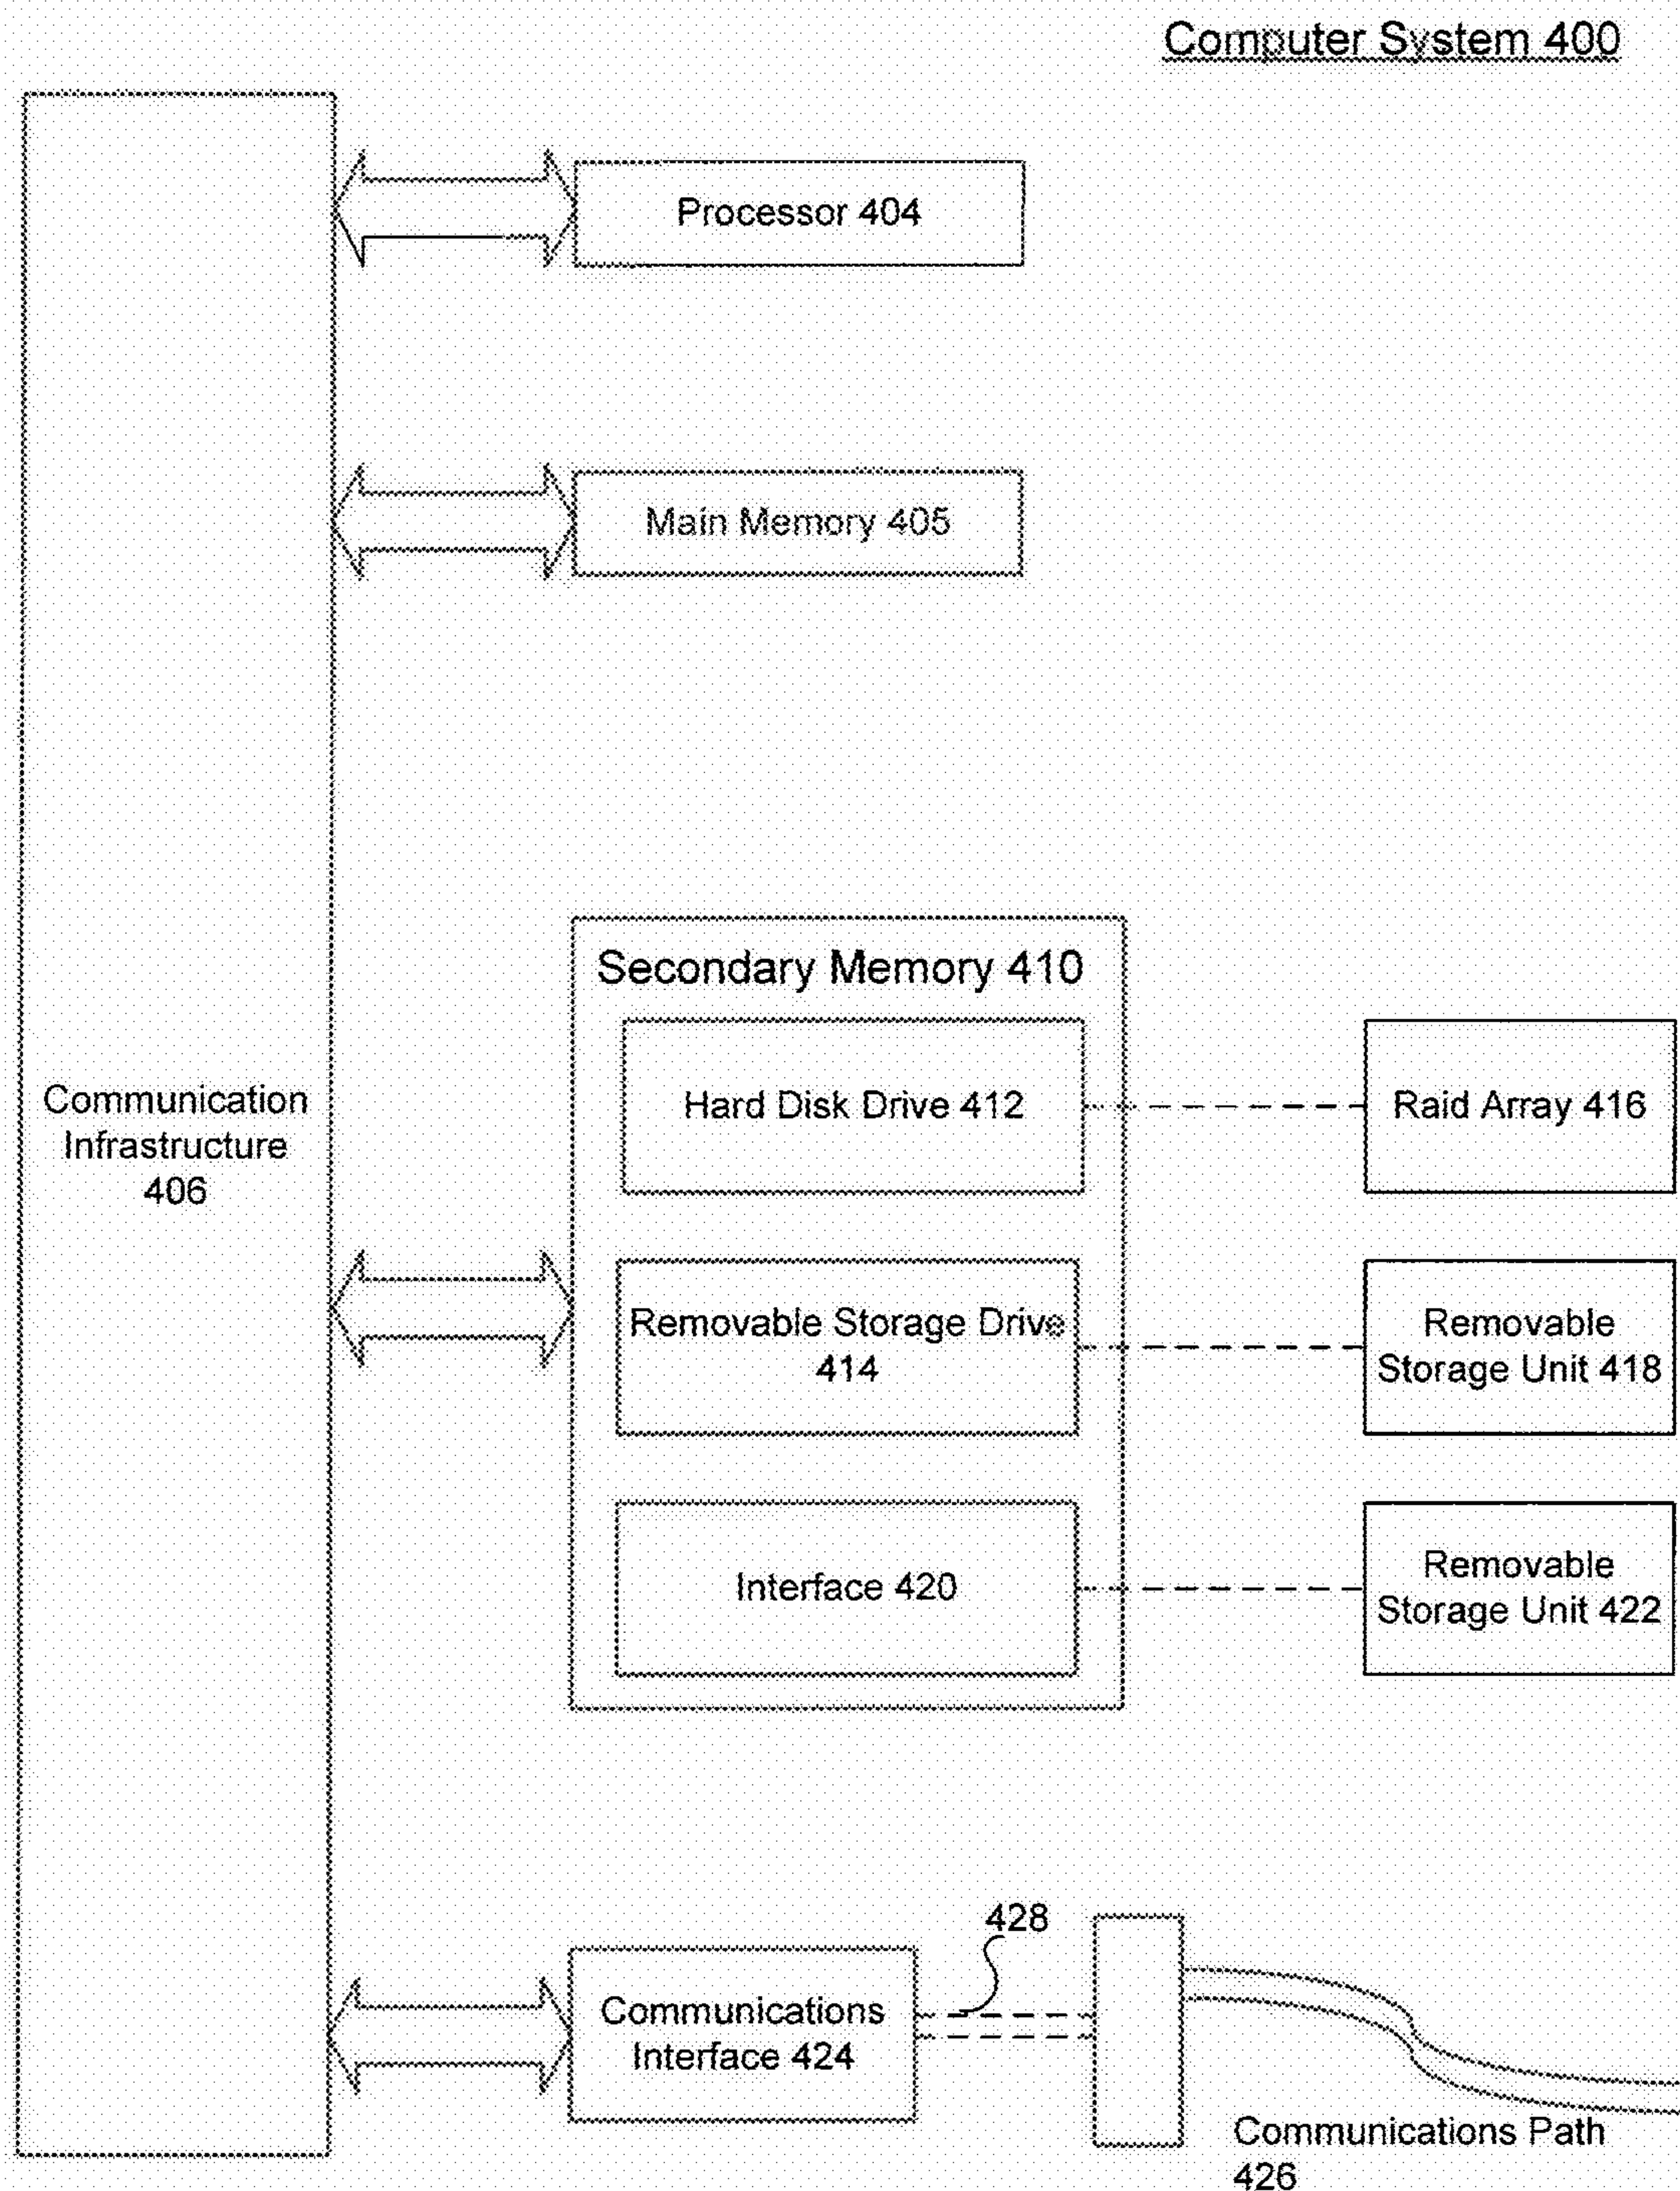 Computer System 400
Processor 404
Main Memory 405
Secondary Memory 410
Hard Disk Drive 412
Raid Array 416
Communication
Infrastructure
406
Removable Storage Drive
414
Removable
Storage Unit 418
Interface 420
Removable
Storage Unit 422
428
Communications
Interface 424
Communications Path
426